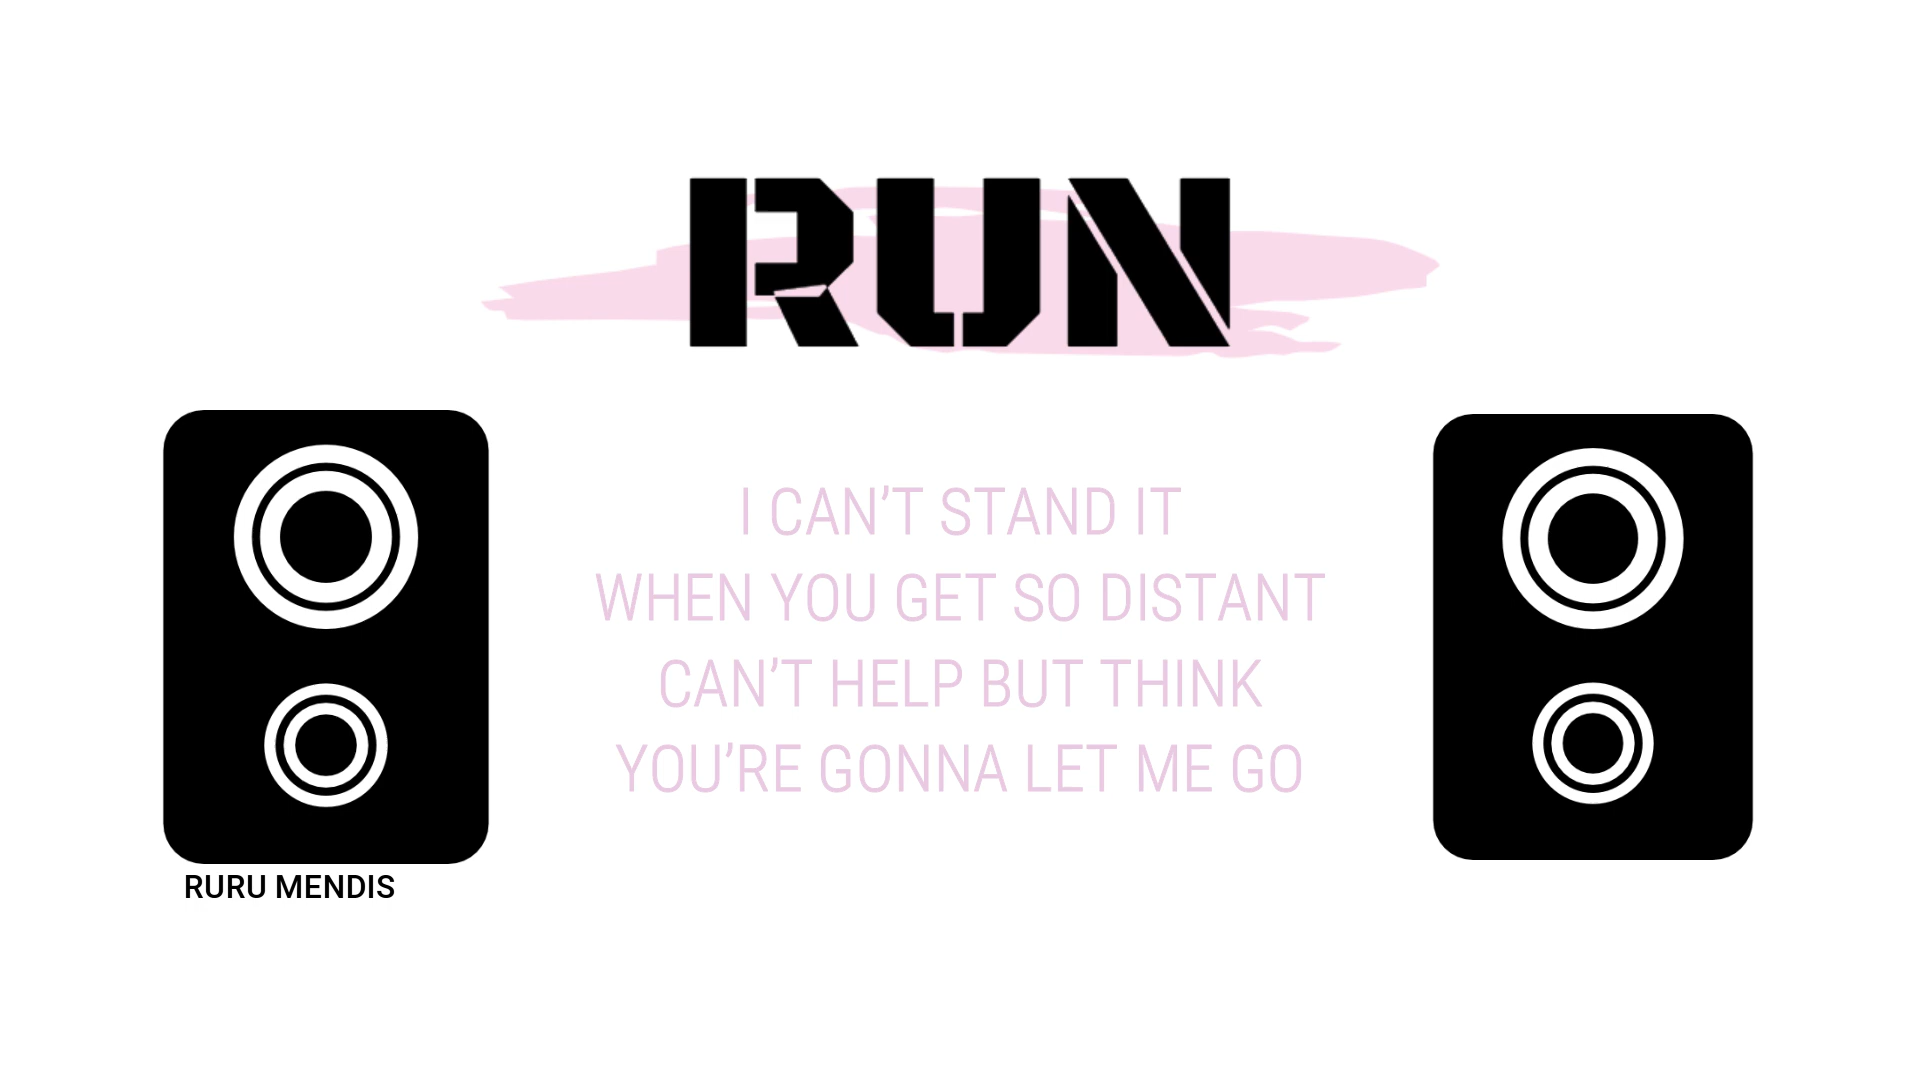 RUN
I CAN’T STAND IT
WHEN YOU GET SO DISTANT
CAN’T HELP BUT THINK
YOU’RE GONNA LET ME GO
RURU MENDIS